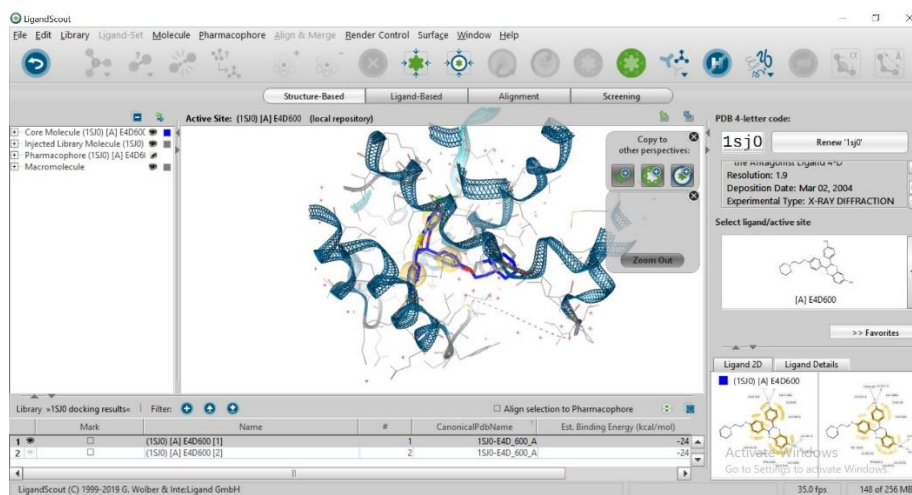 LigandScout
File Edit Library Ligand-Set Molecule Pharmacophore Align & Merge Render Control Surface Window Help
Structure-Based Ligand-Based Alignment Screening
Core Molecule (1SJ0) [A] E4D60(
Injected Library Molecule (1SJ0)
Pharmacophore (1SJ0) [A] E4D6
Macromolecule
Active Site: (1SJ0) [A] E4D600 (local repository)
Copy to
other perspectives:
Zoom Out
PDB 4-letter code:
1sj0 Renew '1sj0'
the Antagonist Ligand 4-D
Resolution: 1.9
Deposition Date: Mar 02, 2004
Experimental Type: X-RAY DIFFRACTION
Select ligand/active site
[A] E4D600
>> Favorites
Ligand 2D Ligand Details
(1SJ0) [A] E4D600
Library »1SJ0 docking results« Filter: Align selection to Pharmacophore
Mark Name # CanonicalPdbName Est. Binding Energy (kcal/mol)
1 (1SJ0) [A] E4D600 [1] 1 1SJ0-E4D_600_A -24
2 (1SJ0) [A] E4D600 [2] 2 1SJ0-E4D_600_A -24
Activate Windows
Go to Settings to activate Windows.
LigandScout (C) 1999-2019 G. Wolber & Inte:Ligand GmbH 35.0 fps 148 of 256 MB